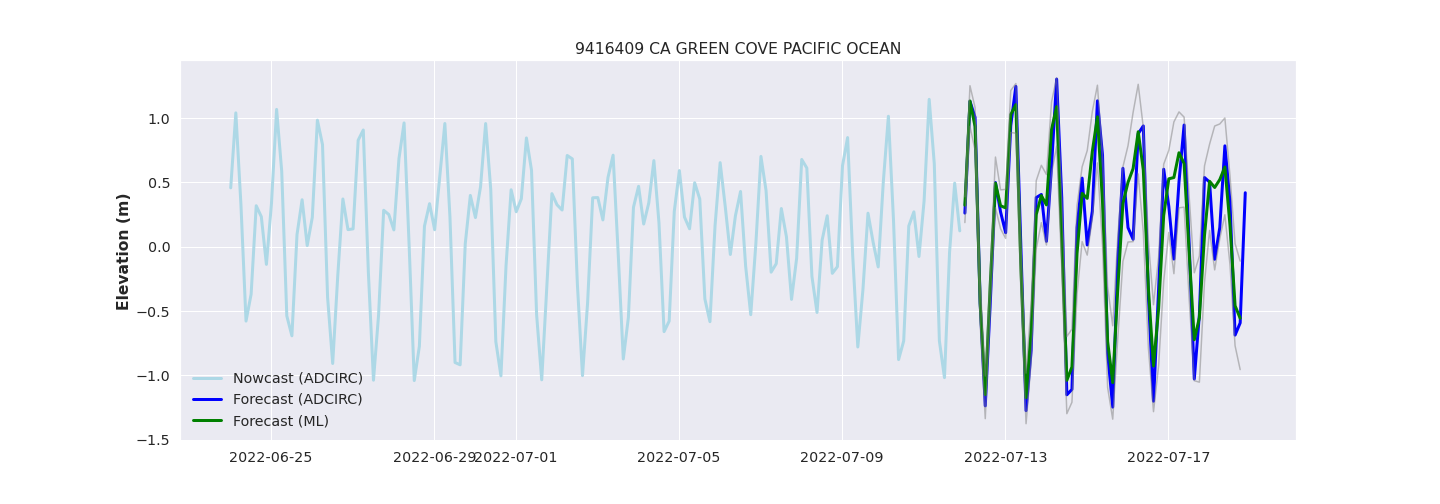 9416409 CA GREEN COVE PACIFIC OCEAN
Elevation (m)
1.0
0.5
0.0
−0.5
−1.0
−1.5
Nowcast (ADCIRC)
Forecast (ADCIRC)
Forecast (ML)
2022-06-25
2022-06-29
2022-07-01
2022-07-05
2022-07-09
2022-07-13
2022-07-17